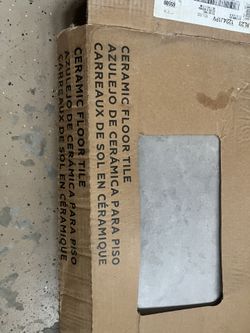 CERAMIC FLOOR TILE
AZULEJO DE CERÁMICA PARA PISO
CARREAUX DE SOL EN CÉRAMIQUE
CERAMIC FLOOR TILE
AZULEJO DE CERÁMICA PARA PISO
CARREAUX DE SOL EN CÉRAMIQUE